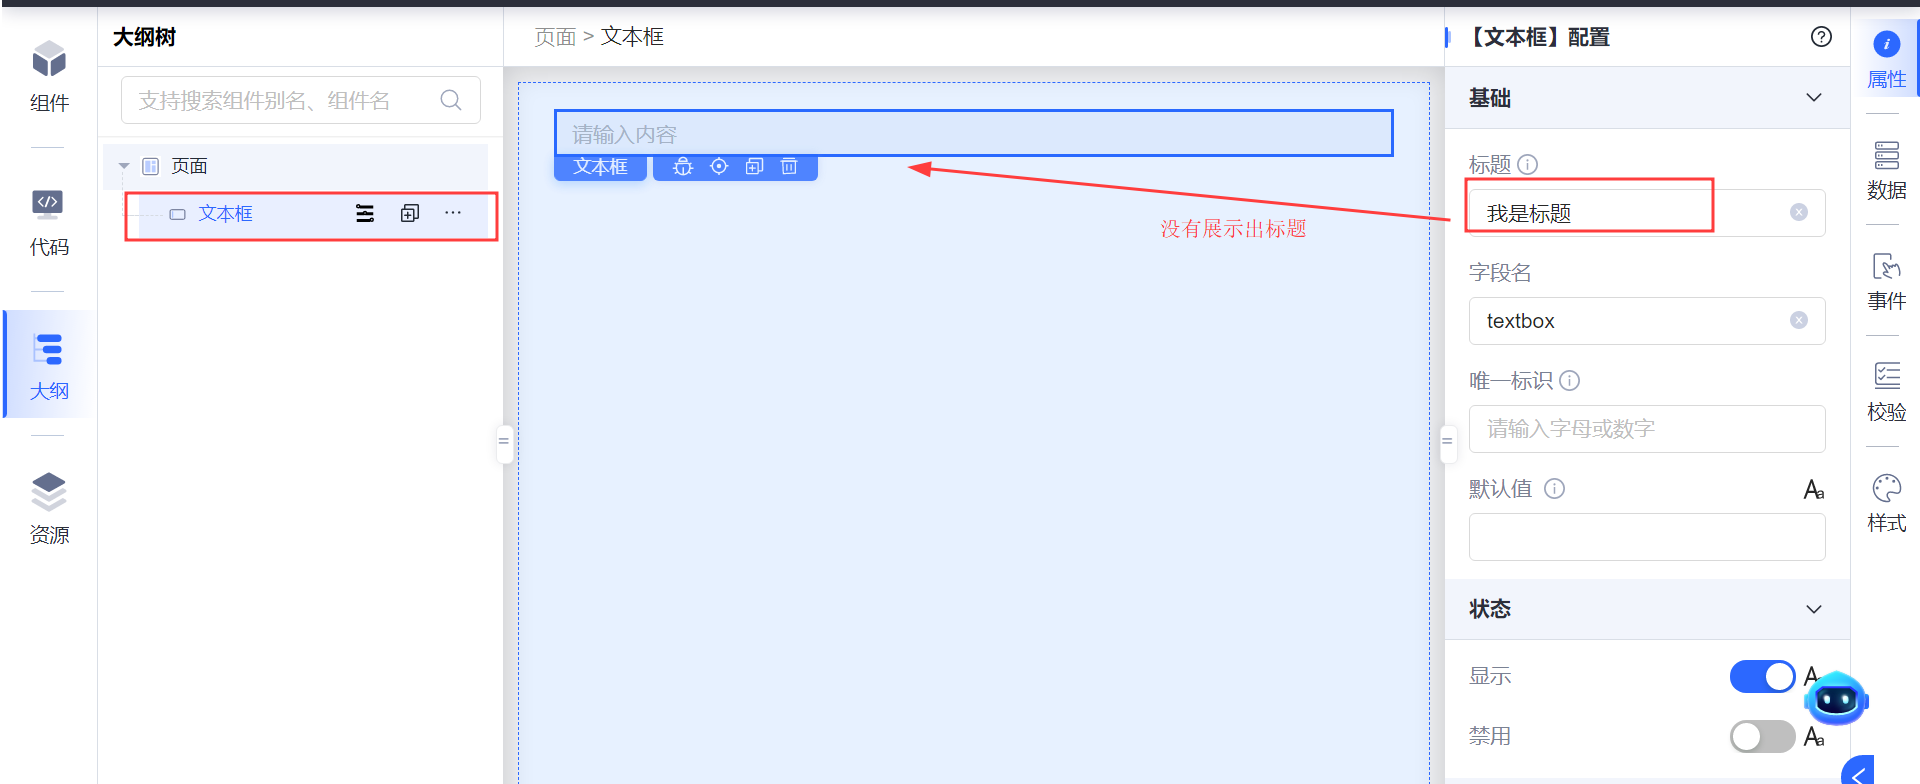 组件
代码
大纲
资源
大纲树
支持搜索组件别名、组件名
页面
文本框
页面 > 文本框
请输入内容
文本框
没有展示出标题
【文本框】配置
基础
标题
我是标题
字段名
textbox
唯一标识
请输入字母或数字
默认值
Aa
状态
显示
禁用
Aa
属性
数据
事件
校验
样式